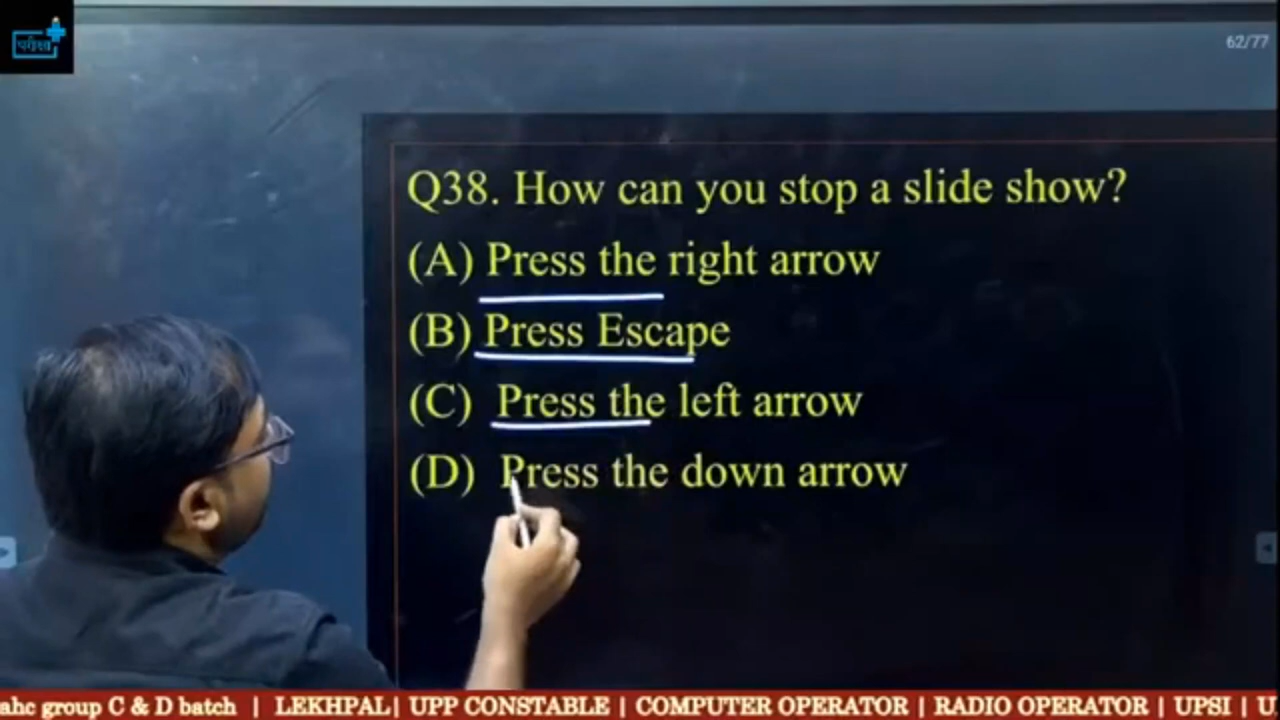 परीक्षा
62/77
Q38. How can you stop a slide show?
(A) Press the right arrow
(B) Press Escape
(C) Press the left arrow
(D) Press the down arrow
ahc group C & D batch | LEKHPAL| UPP CONSTABLE | COMPUTER OPERATOR | RADIO OPERATOR | UPSI | U